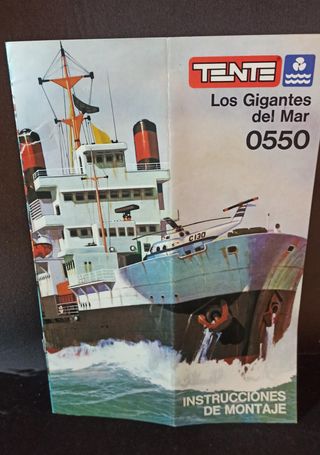 TENTE
Los Gigantes
del Mar
0550
C130
INSTRUCCIONES
DE MONTAJE